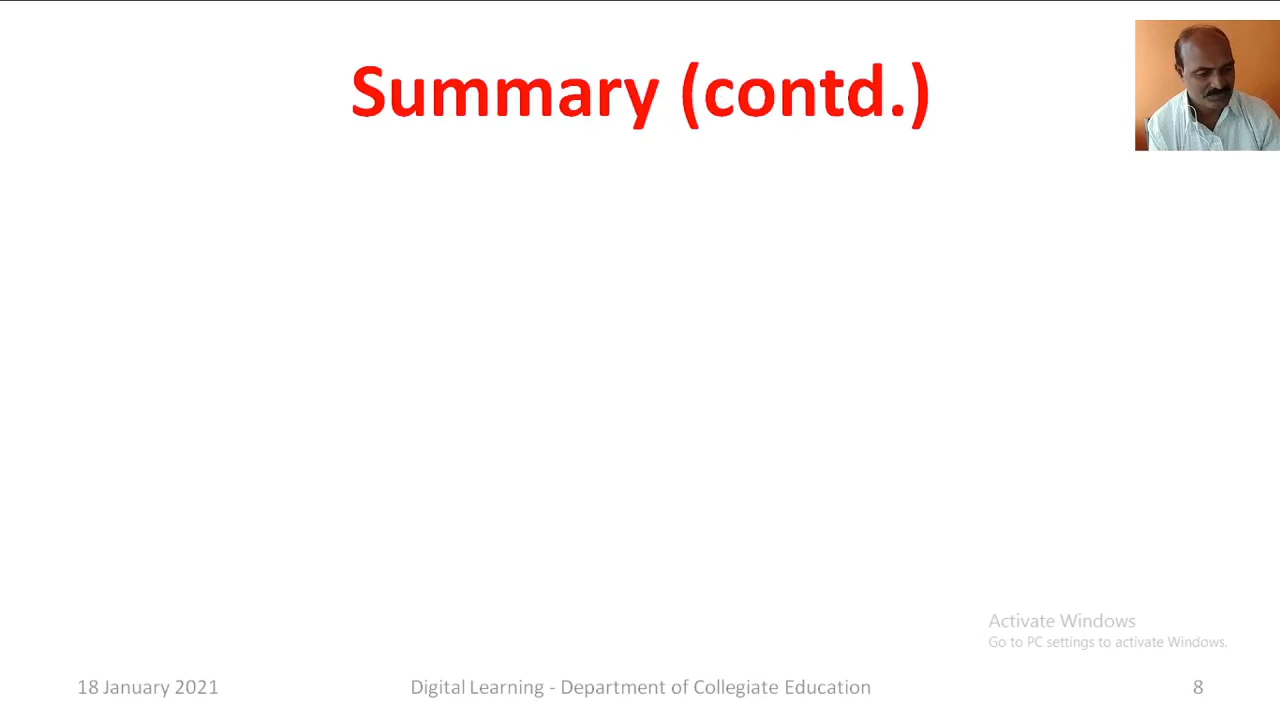 Summary (contd.)
Activate Windows
Go to PC settings to activate Windows.
18 January 2021
Digital Learning - Department of Collegiate Education
8